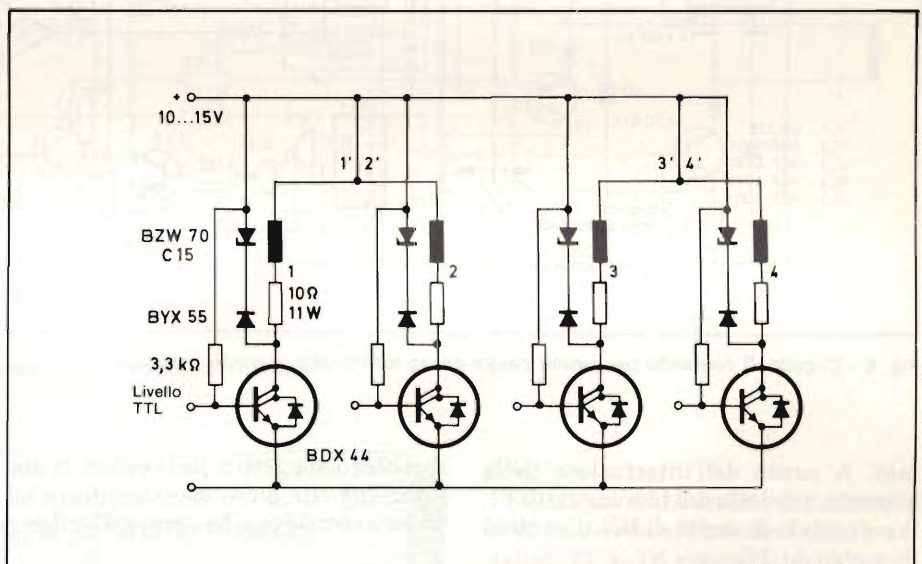 +
10...15V
1' 2'
3' 4'
BZW 70
C15
1
2
3
4
10Ω
11W
BYX 55
3,3 kΩ
Livello
TTL
BDX 44